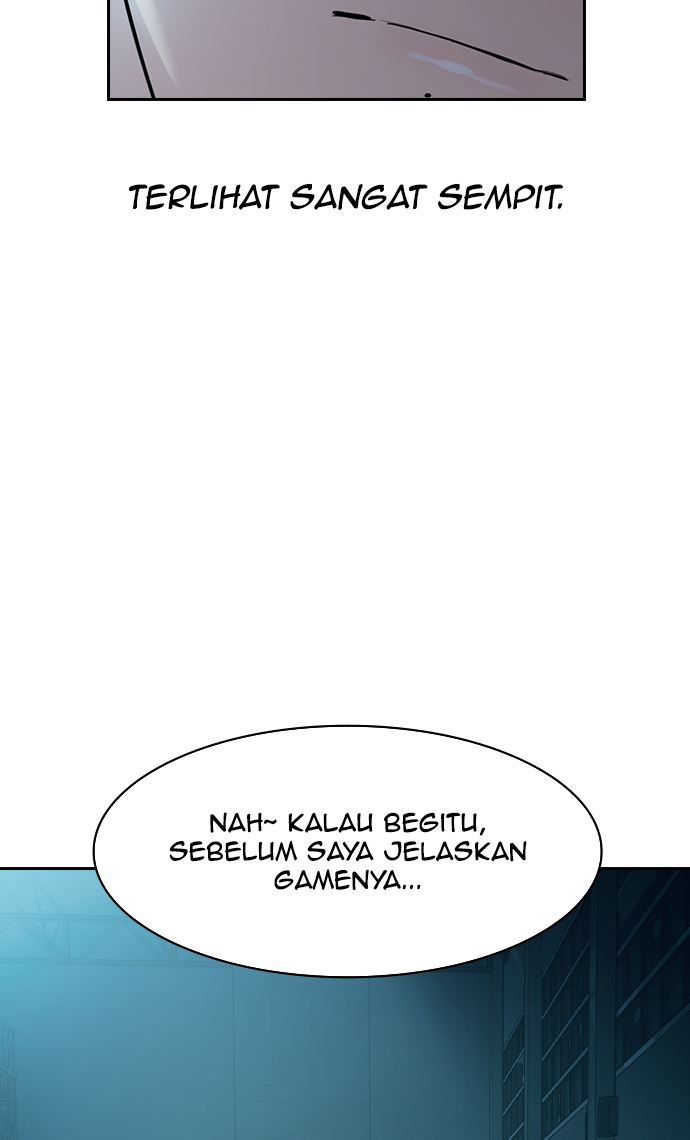 TERLIHAT SANGAT SEMPIT.
NAH~ KALAU BEGITU,
SEBELUM SAYA JELASKAN
GAMENYA...